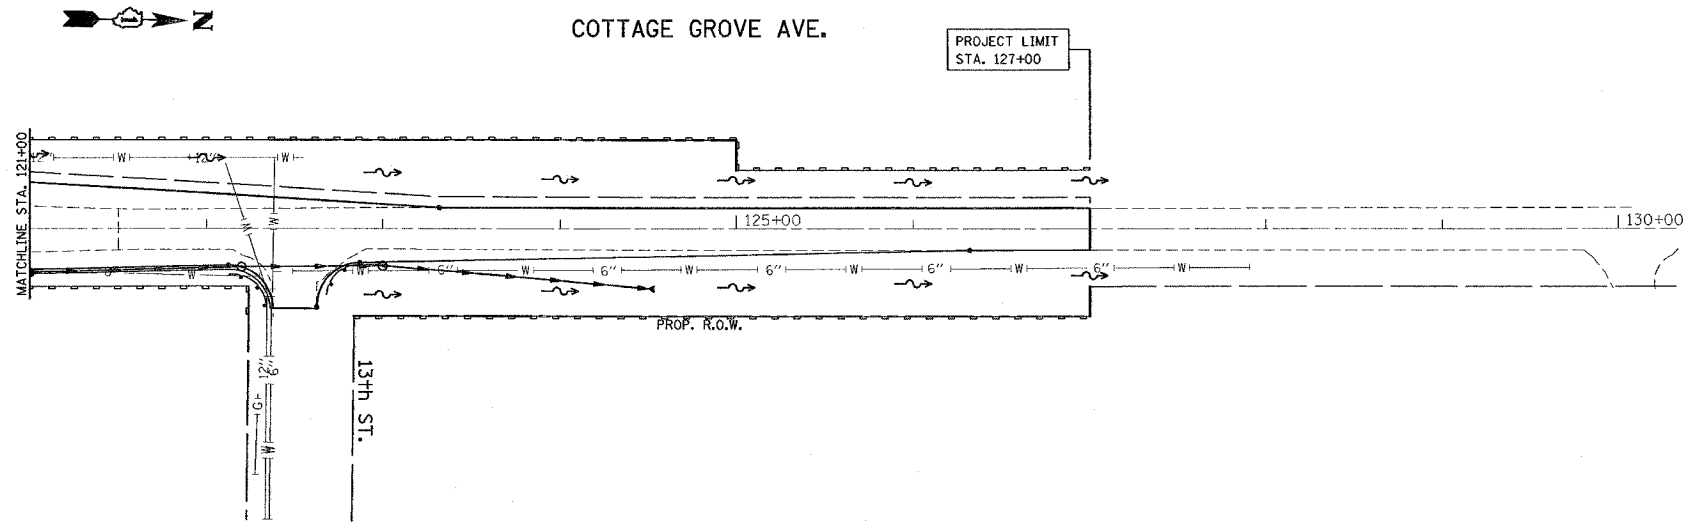 N
COTTAGE GROVE AVE.
PROJECT LIMIT
STA. 127+00
MATCHLINE STA. 121+00
12" W 12" W
W W
125+00
130+00
W W 6" W 6" W 6" W 6" W 6" W
PROP. R.O.W.
12"
6"
G
W
13th ST.